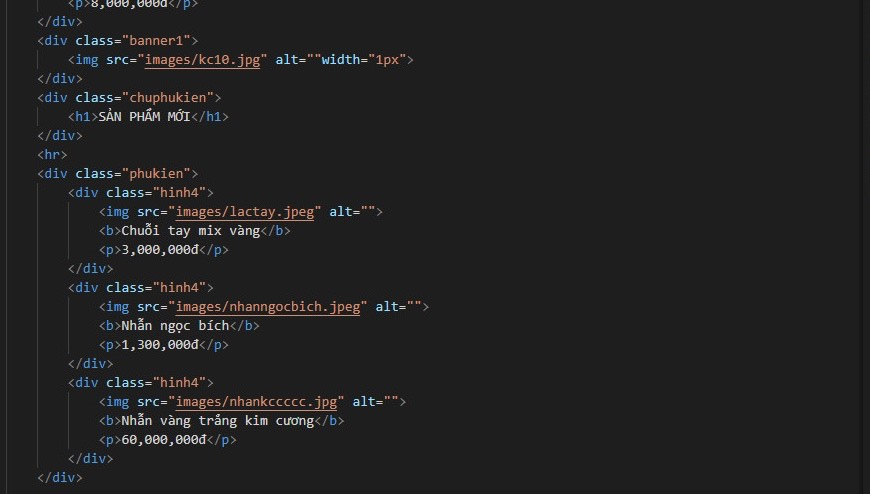 <p>8,000,000đ</p>
</div>
<div class="banner1">
<img src="images/kc10.jpg" alt=""width="1px">
</div>
<div class="chuphukien">
<h1>SẢN PHẨM MỚI</h1>
</div>
<hr>
<div class="phukien">
<div class="hinh4">
<img src="images/lactay.jpeg" alt="">
<b>Chuỗi tay mix vàng</b>
<p>3,000,000đ</p>
</div>
<div class="hinh4">
<img src="images/nhanngocbich.jpeg" alt="">
<b>Nhẫn ngọc bích</b>
<p>1,300,000đ</p>
</div>
<div class="hinh4">
<img src="images/nhankccccc.jpg" alt="">
<b>Nhẫn vàng trắng kim cương</b>
<p>60,000,000đ</p>
</div>
</div>